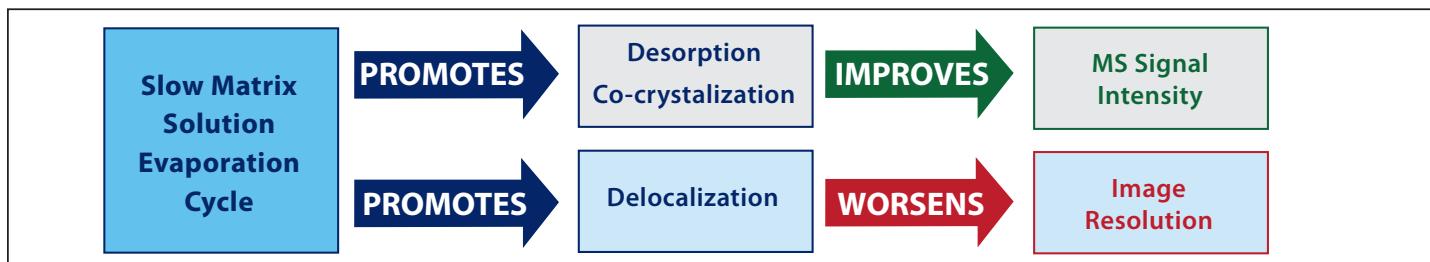 Slow Matrix
Solution
Evaporation
Cycle
PROMOTES
Desorption
Co-crystalization
IMPROVES
MS Signal
Intensity
PROMOTES
Delocalization
WORSENS
Image
Resolution